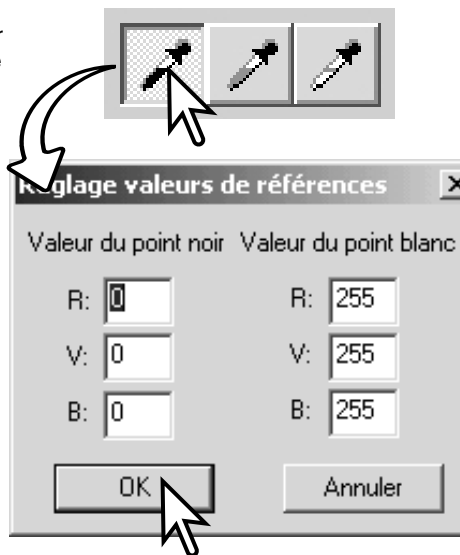 Réglage valeurs de références
Valeur du point noir Valeur du point blanc
R: 0 R: 255
V: 0 V: 255
B: 0 B: 255
OK Annuler